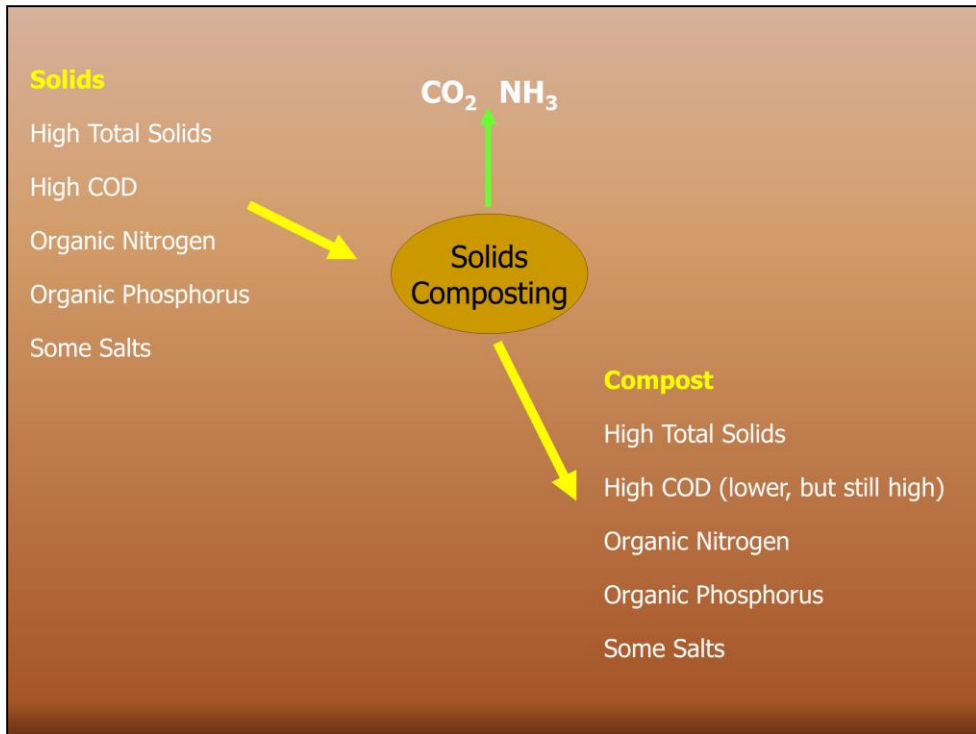 Solids
High Total Solids
High COD
Organic Nitrogen
Organic Phosphorus
Some Salts
CO₂ NH₃
Solids
Composting
Compost
High Total Solids
High COD (lower, but still high)
Organic Nitrogen
Organic Phosphorus
Some Salts